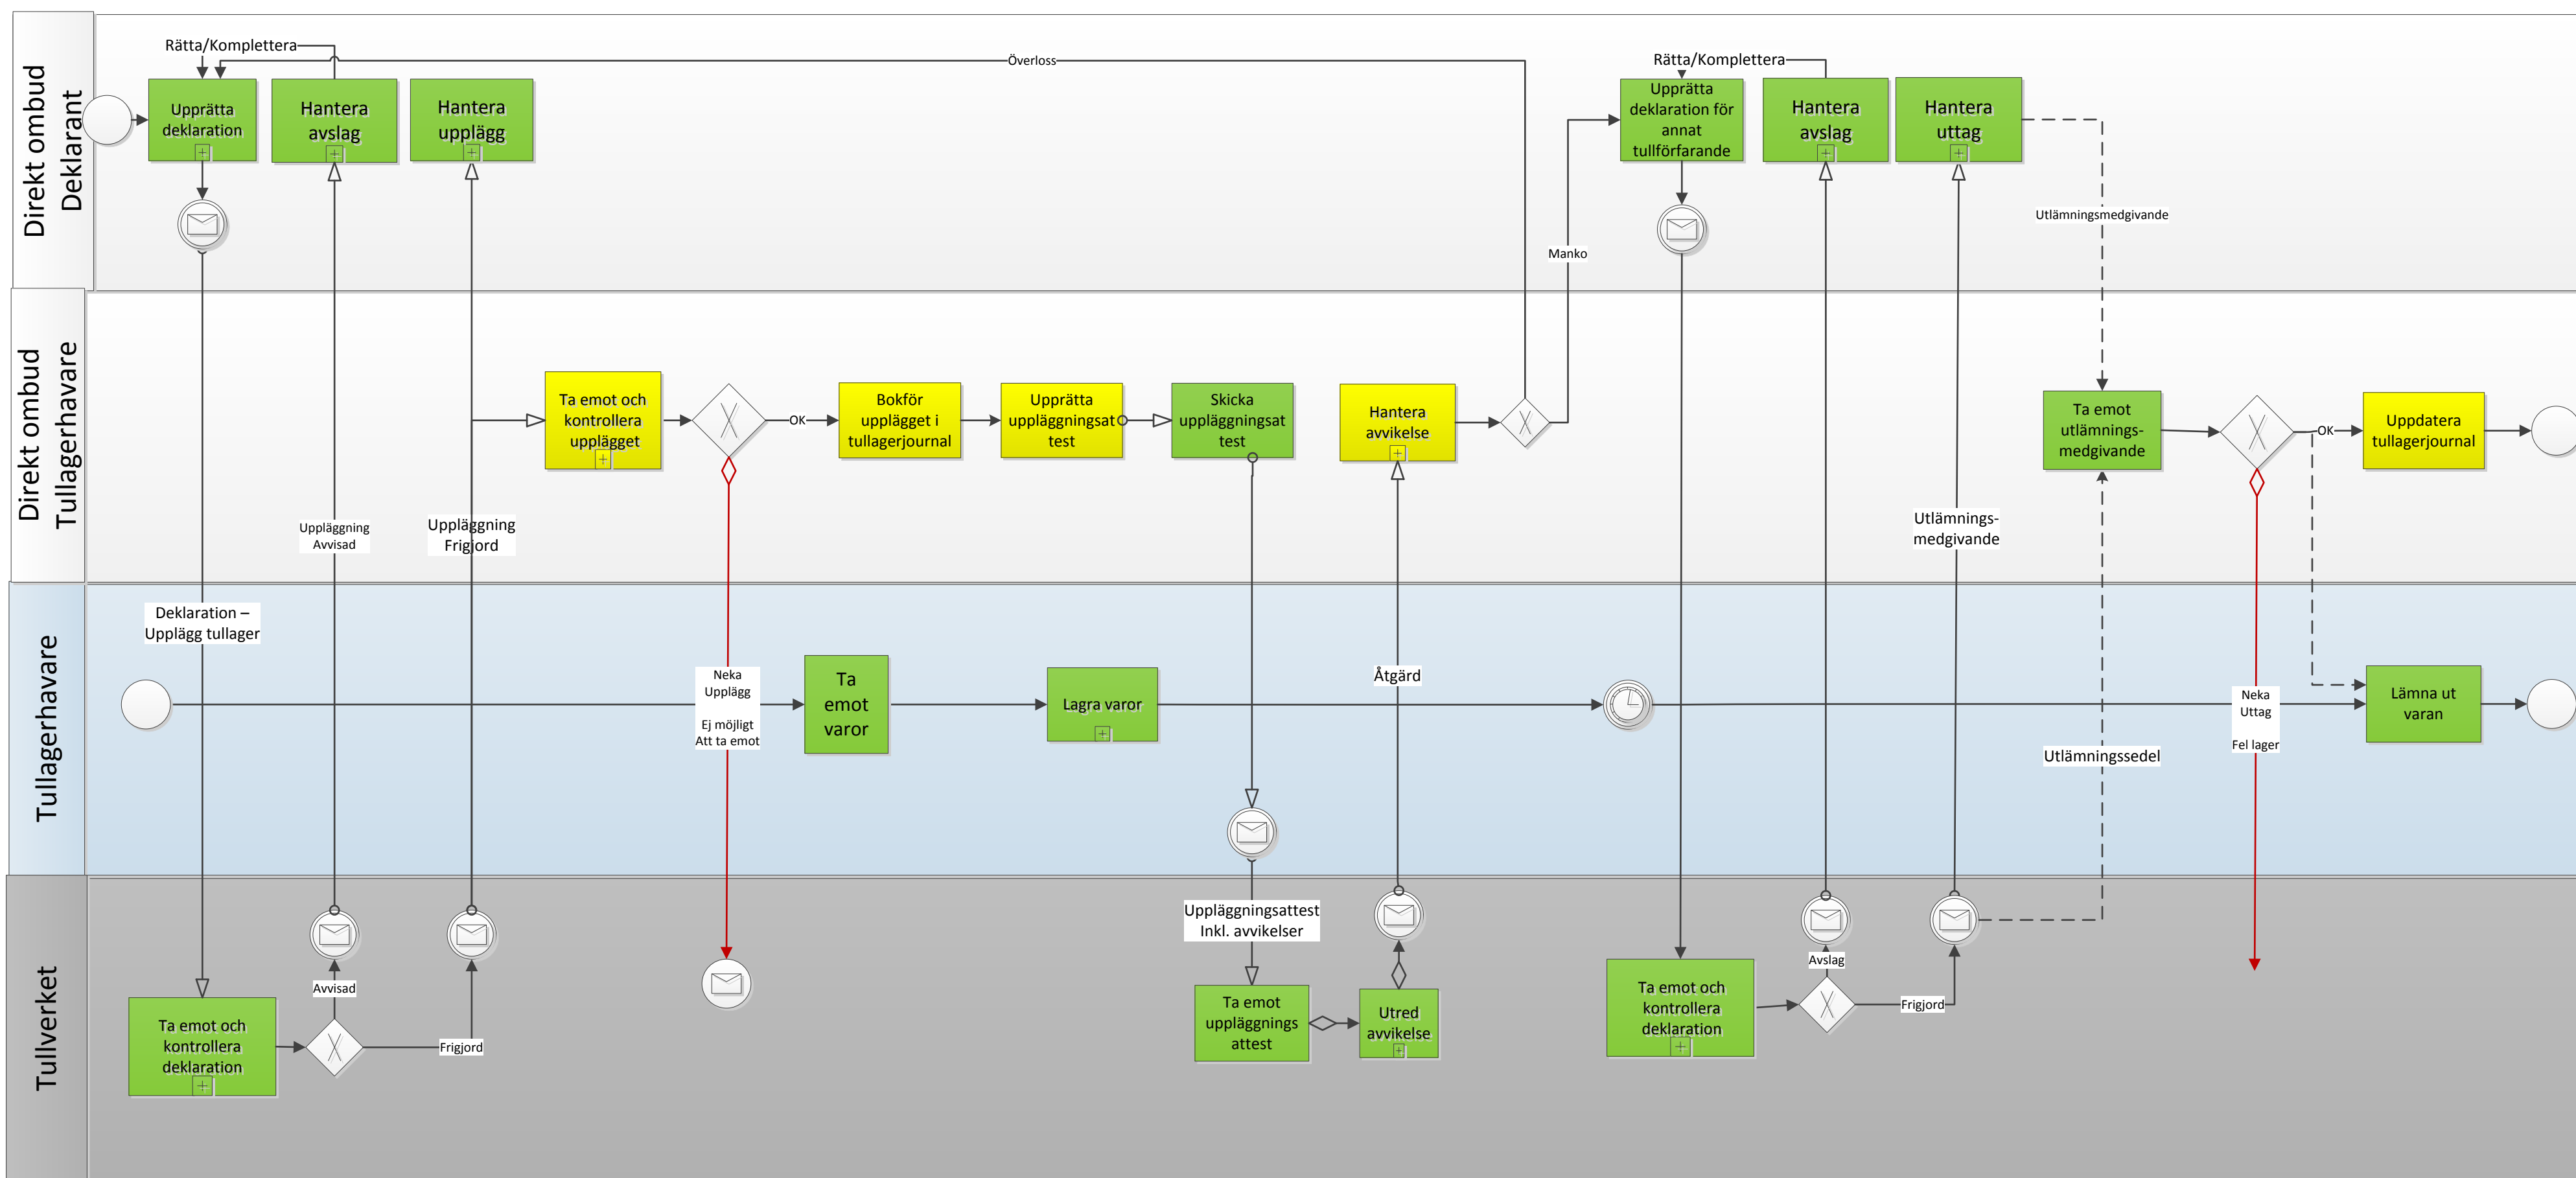 Direkt ombud
Deklarant
Rätta/Komplettera
Överloss
Upprätta
deklaration
Hantera
avslag
Hantera
upplägg
Rätta/Komplettera
Upprätta
deklaration för
annat
tullförfarande
Hantera
avslag
Hantera
uttag
Utlämningsmedgivande
Manko
Direkt ombud
Tullagerhavare
Ta emot och
kontrollera
upplägget
OK
Bokför
upplägget i
tullagerjournal
Upprätta
uppläggningsat
test
Skicka
uppläggningsat
test
Hantera
avvikelse
Ta emot
utlämnings-
medgivande
OK
Uppdatera
tullagerjournal
Uppläggning
Avvisad
Uppläggning
Frigjord
Utlämnings-
medgivande
Tullagerhavare
Deklaration –
Upplägg tullager
Neka
Upplägg
Ej möjligt
Att ta emot
Ta
emot
varor
Lagra varor
Åtgärd
Utlämningssedel
Neka
Uttag
Fel lager
Lämna ut
varan
Tullverket
Ta emot och
kontrollera
deklaration
Avvisad
Frigjord
Uppläggningsattest
Inkl. avvikelser
Ta emot
uppläggnings
attest
Utred
avvikelse
Ta emot och
kontrollera
deklaration
Avslag
Frigjord